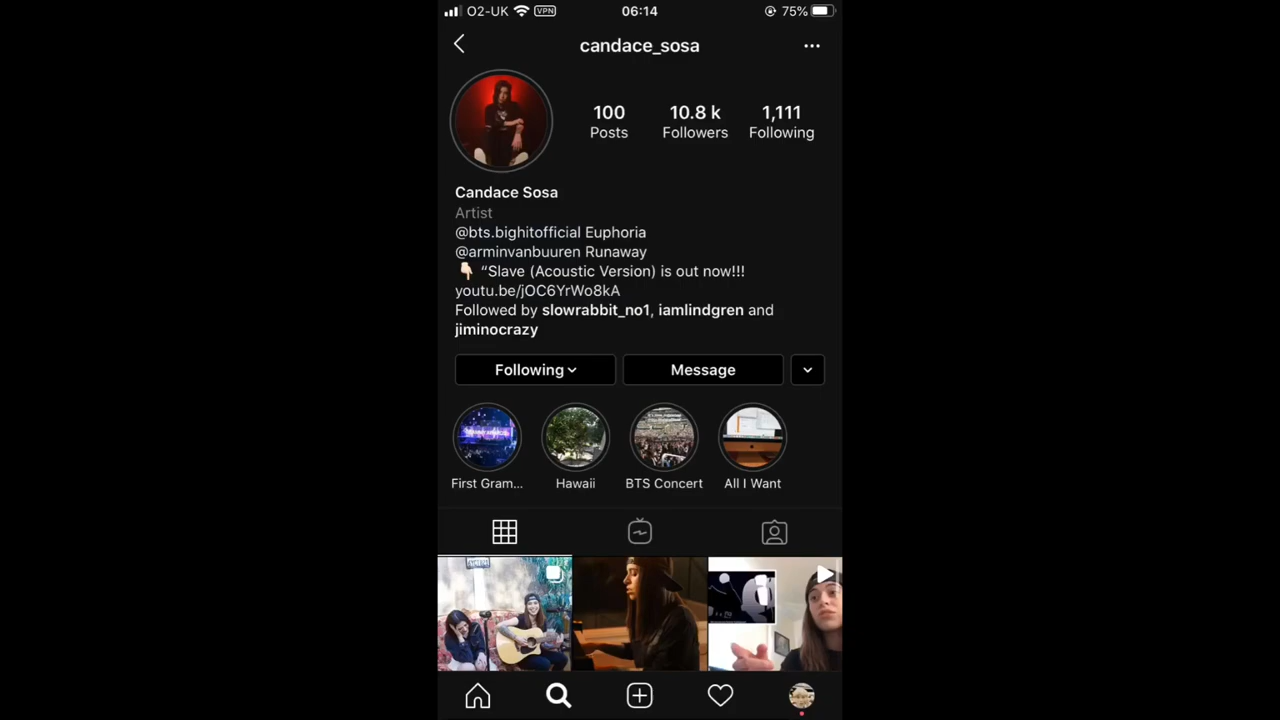 O2-UK VPN 06:14 75%
candace_sosa
100 10.8 k 1,111
Posts Followers Following
Candace Sosa
Artist
@bts.bighitofficial Euphoria
@arminvanbuuren Runaway
👇🏻 “Slave (Acoustic Version) is out now!!!
youtu.be/jOC6YrWo8kA
Followed by slowrabbit_no1, iamlindgren and
jiminocrazy
Following Message
First Gram... Hawaii BTS Concert All I Want